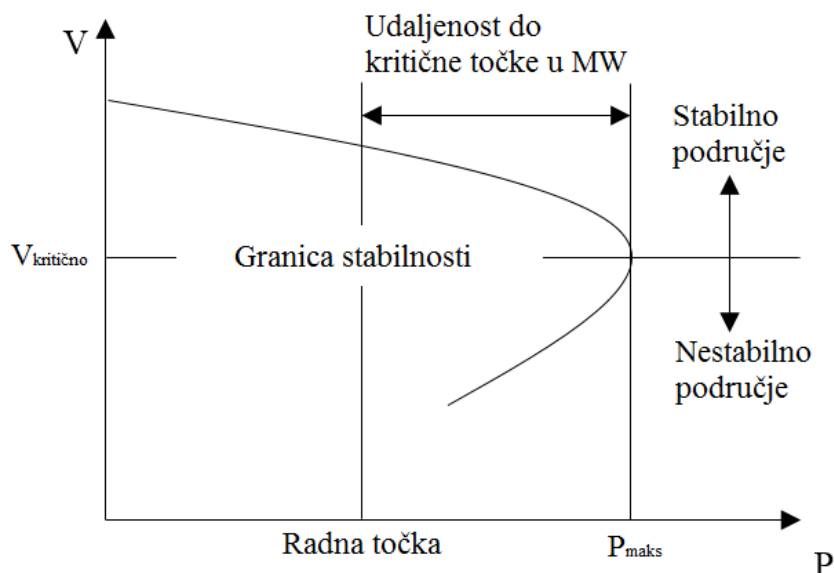 V
Udaljenost do
kritične točke u MW
Stabilno
područje
Vkritično
Granica stabilnosti
Nestabilno
područje
Radna točka
Pmaks
P